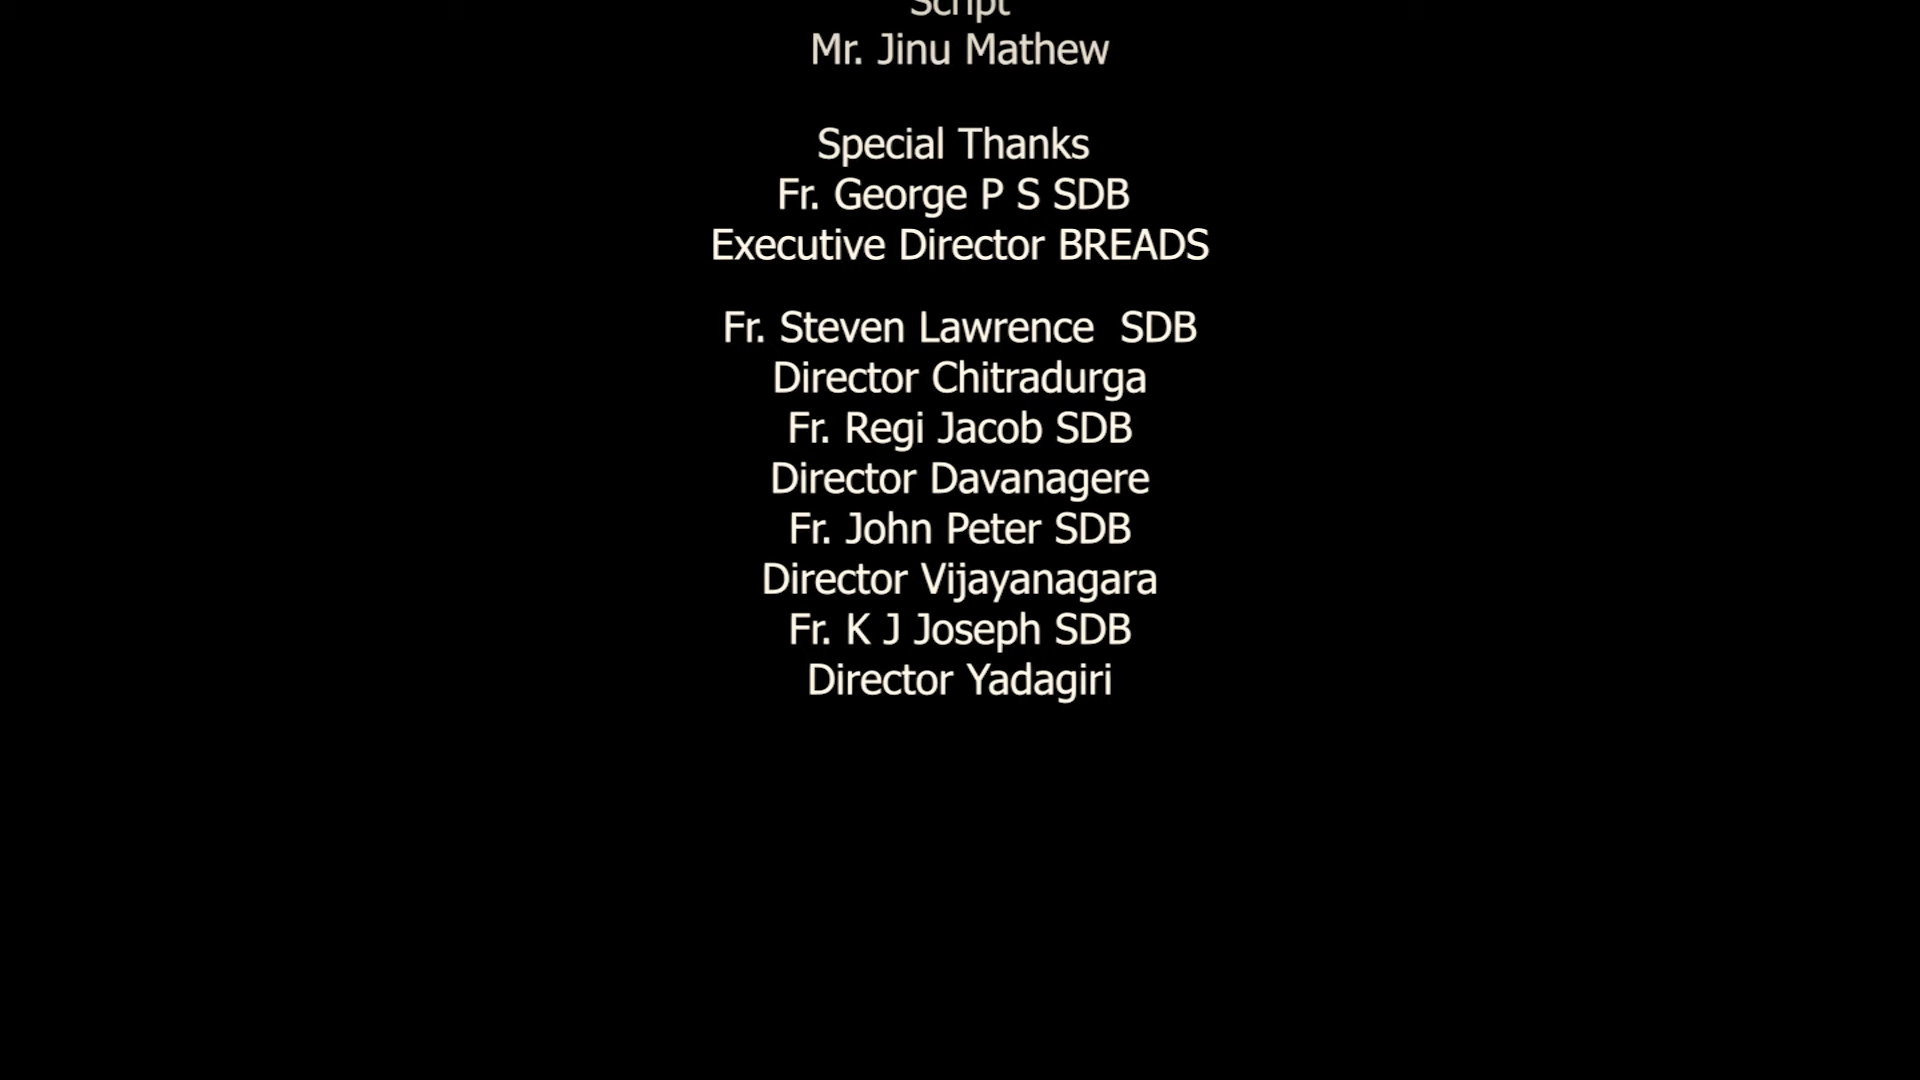 Script
Mr. Jinu Mathew
Special Thanks
Fr. George P S SDB
Executive Director BREADS
Fr. Steven Lawrence  SDB
Director Chitradurga
Fr. Regi Jacob SDB
Director Davanagere
Fr. John Peter SDB
Director Vijayanagara
Fr. K J Joseph SDB
Director Yadagiri